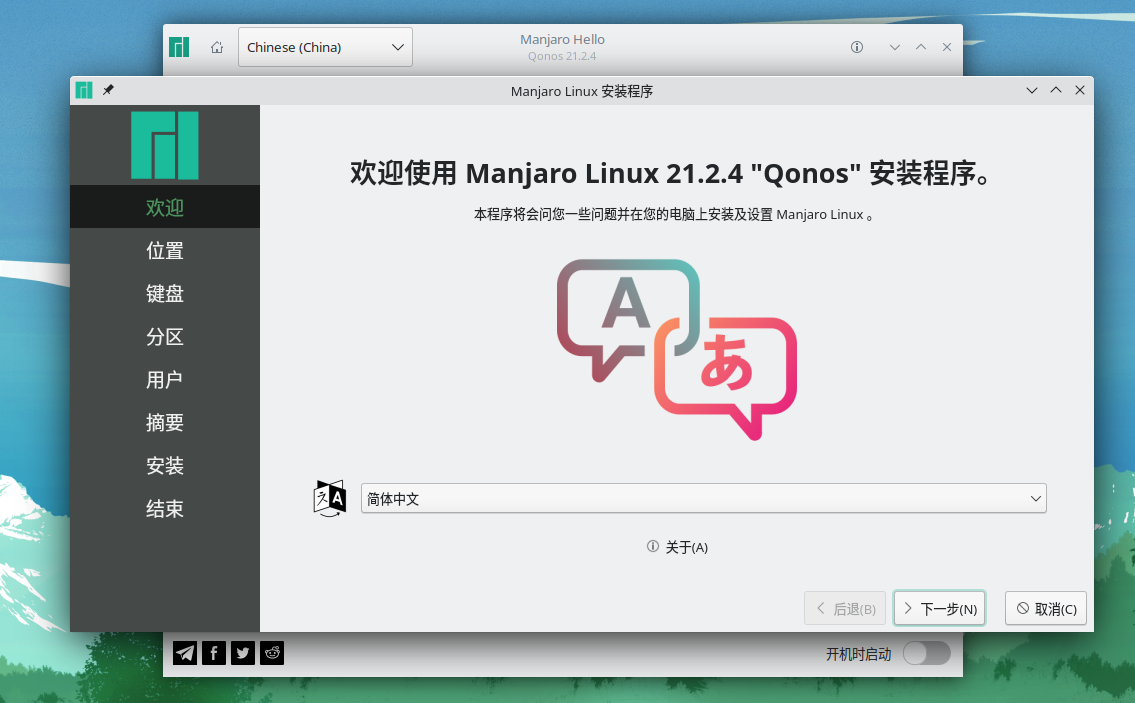 Chinese (China)
Manjaro Hello
Qonos 21.2.4
Manjaro Linux 安装程序
欢迎
位置
键盘
分区
用户
摘要
安装
结束
欢迎使用 Manjaro Linux 21.2.4 "Qonos" 安装程序。
本程序将会问您一些问题并在您的电脑上安装及设置 Manjaro Linux 。
A
あ
简体中文
关于(A)
后退(B)
下一步(N)
取消(C)
开机时启动